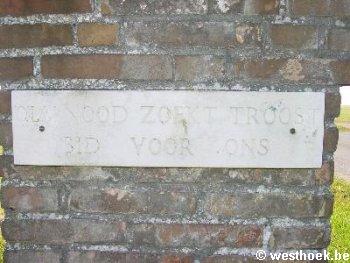 NOOD ZOEKT TROOST
BID VOOR ONS
© westhoek.be